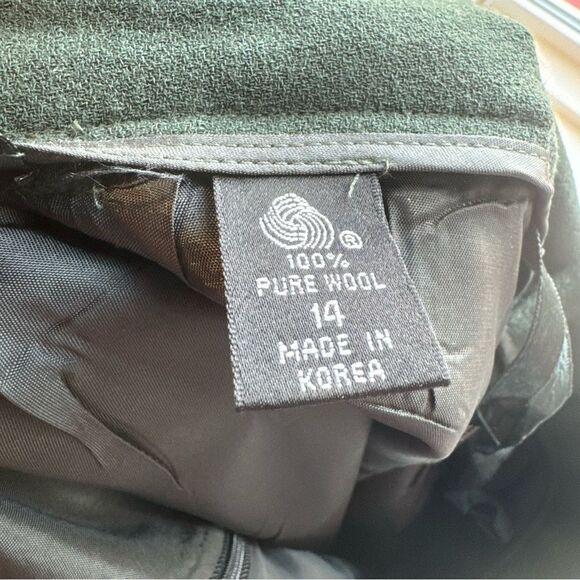 ®
100%
PURE WOOL
14
MADE IN
KOREA